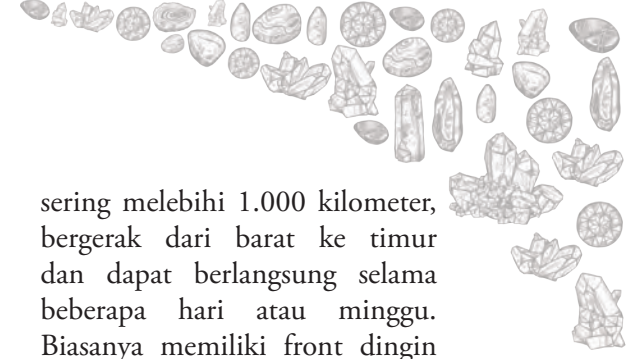 sering melebihi 1.000 kilometer,
bergerak dari barat ke timur
dan dapat berlangsung selama
beberapa hari atau minggu.
Biasanya memiliki front dingin